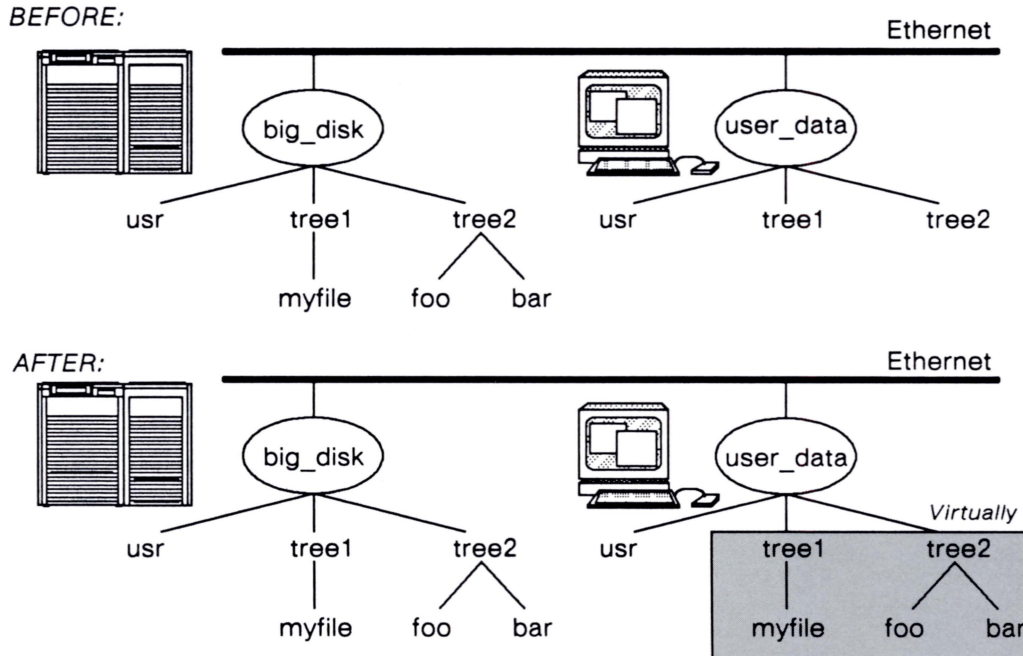 BEFORE:
Ethernet
big_disk
user_data
usr tree1 tree2
usr tree1 tree2
myfile foo bar
AFTER:
Ethernet
big_disk
user_data
Virtually
usr tree1 tree2
usr tree1 tree2
myfile foo bar
myfile foo bar